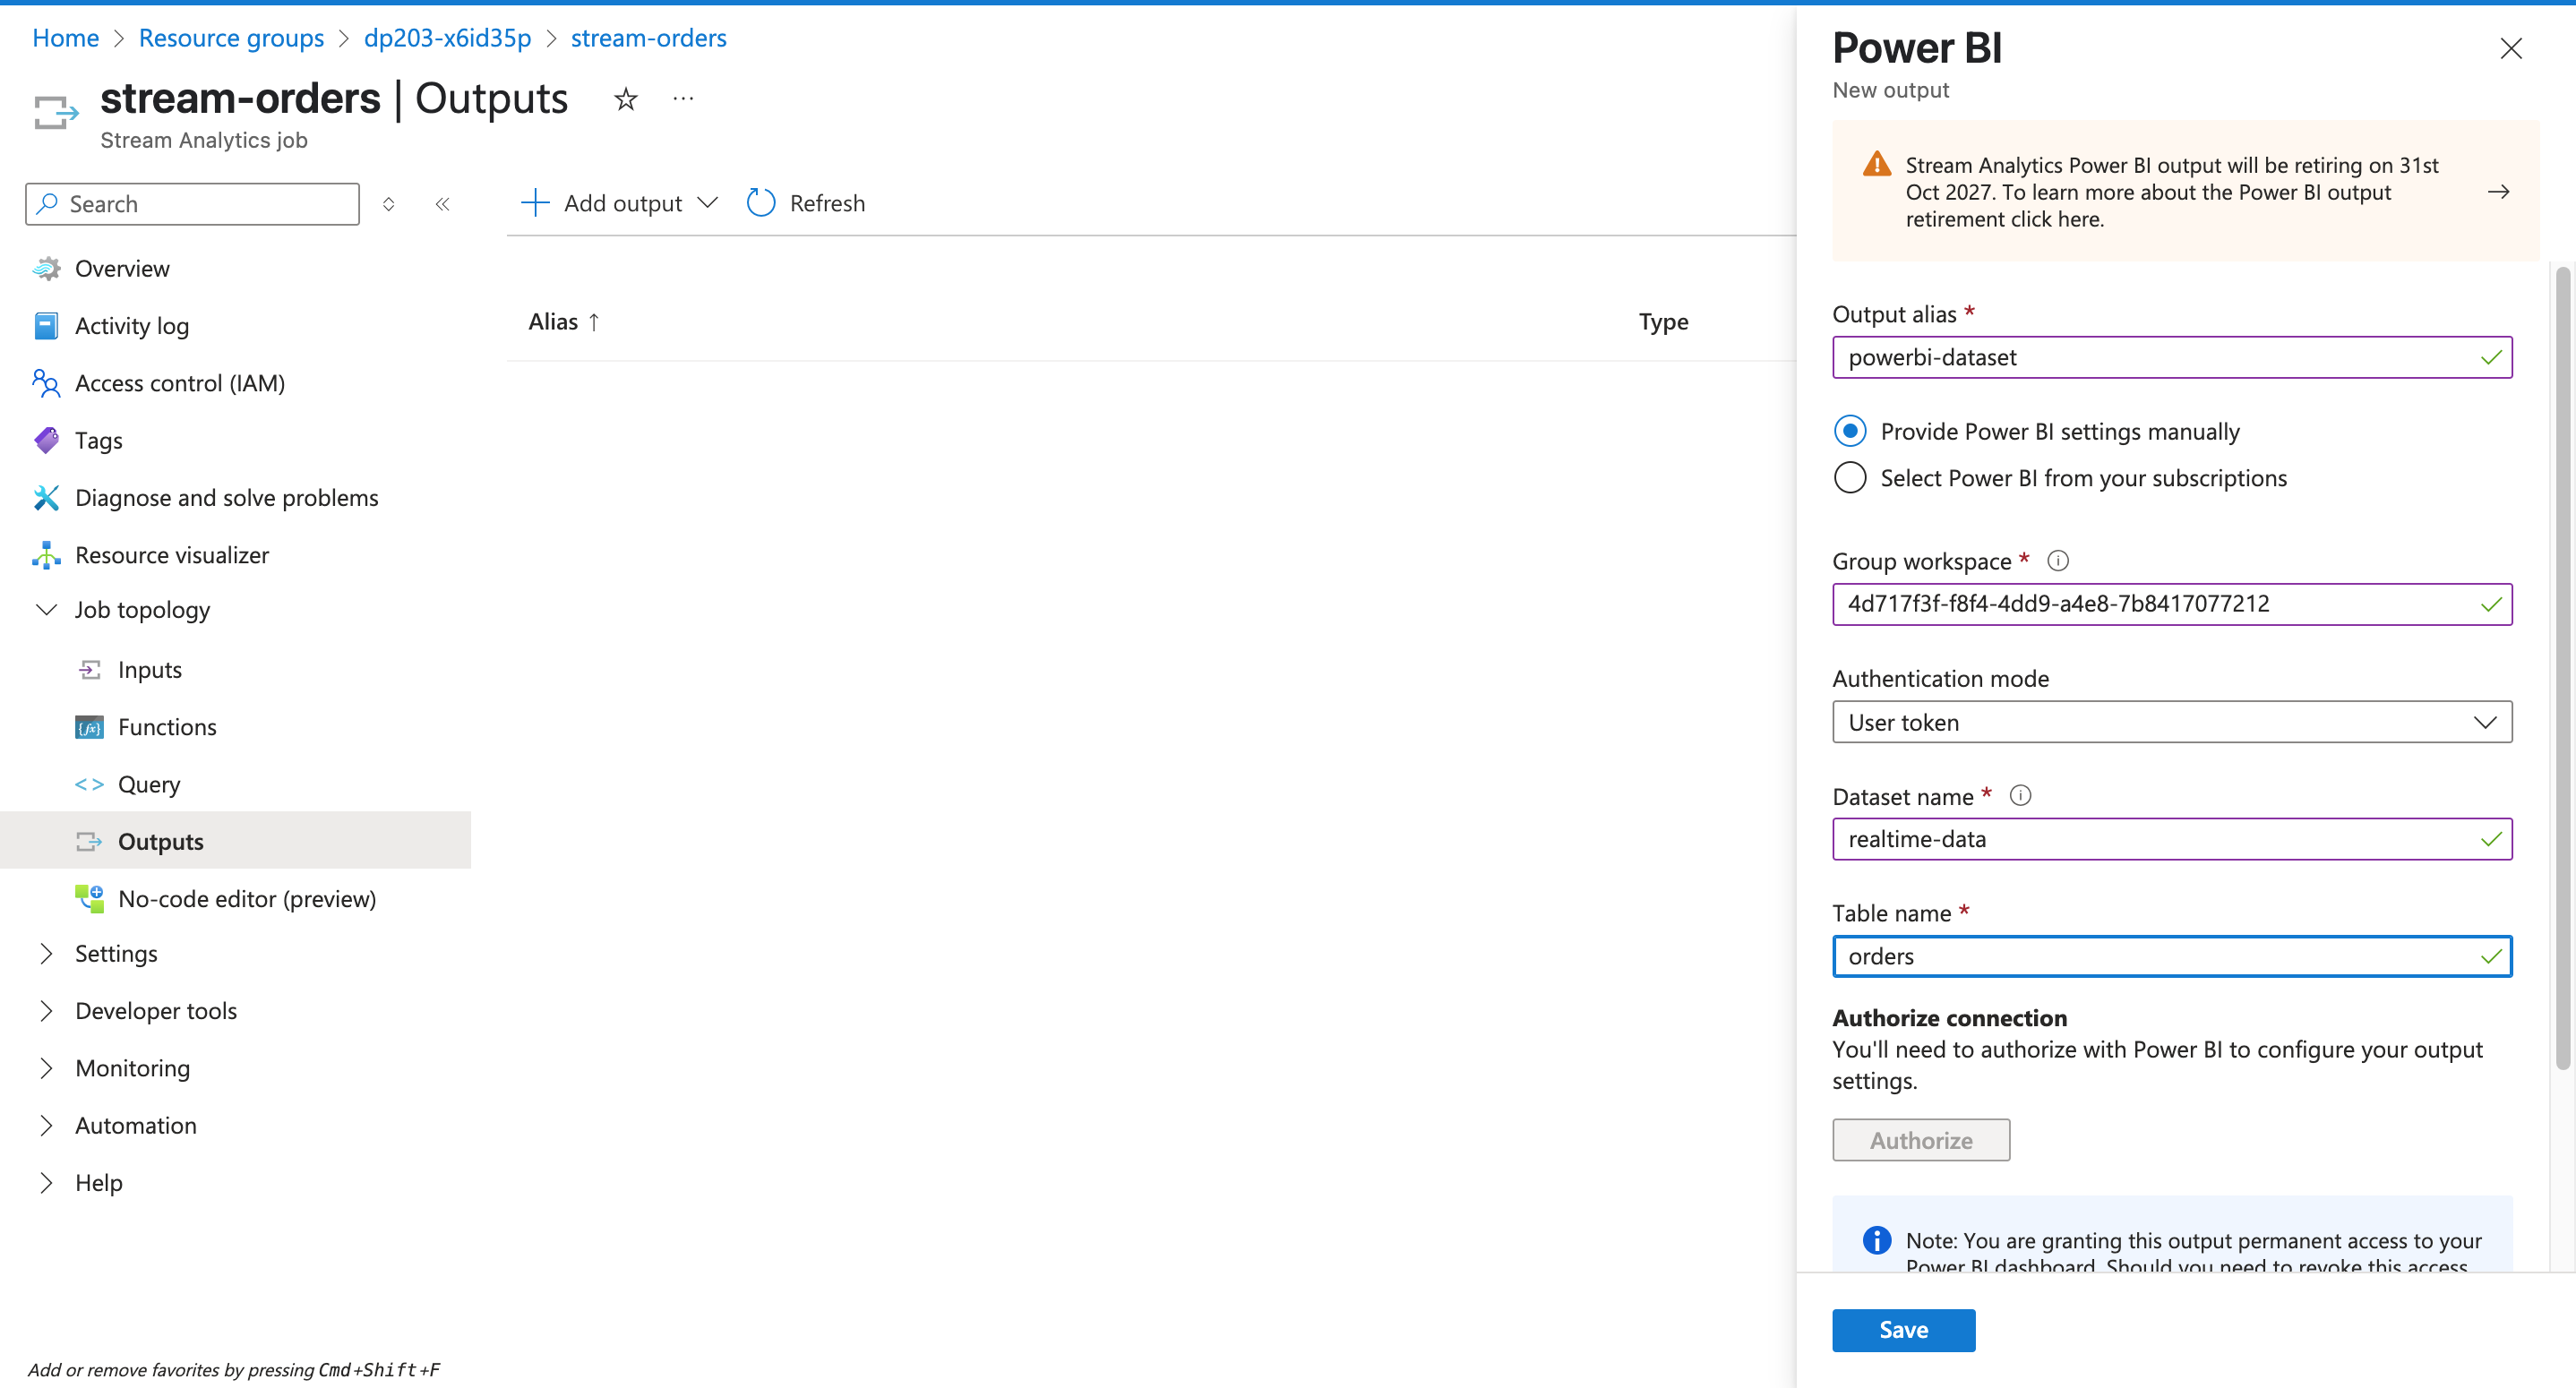 Home > Resource groups > dp203-x6id35p > stream-orders
stream-orders | Outputs
Stream Analytics job
Search
Overview
Activity log
Access control (IAM)
Tags
Diagnose and solve problems
Resource visualizer
Job topology
Inputs
Functions
Query
Outputs
No-code editor (preview)
Settings
Developer tools
Monitoring
Automation
Help
Add or remove favorites by pressing Cmd+Shift+F
Add output
Refresh
Alias ↑
Type
Power BI
New output
Stream Analytics Power BI output will be retiring on 31st
Oct 2027. To learn more about the Power BI output
retirement click here.
Output alias *
powerbi-dataset
Provide Power BI settings manually
Select Power BI from your subscriptions
Group workspace *
4d717f3f-f8f4-4dd9-a4e8-7b8417077212
Authentication mode
User token
Dataset name *
realtime-data
Table name *
orders
Authorize connection
You'll need to authorize with Power BI to configure your output
settings.
Authorize
Note: You are granting this output permanent access to your
Power BI dashboard. Should you need to revoke this access
Save